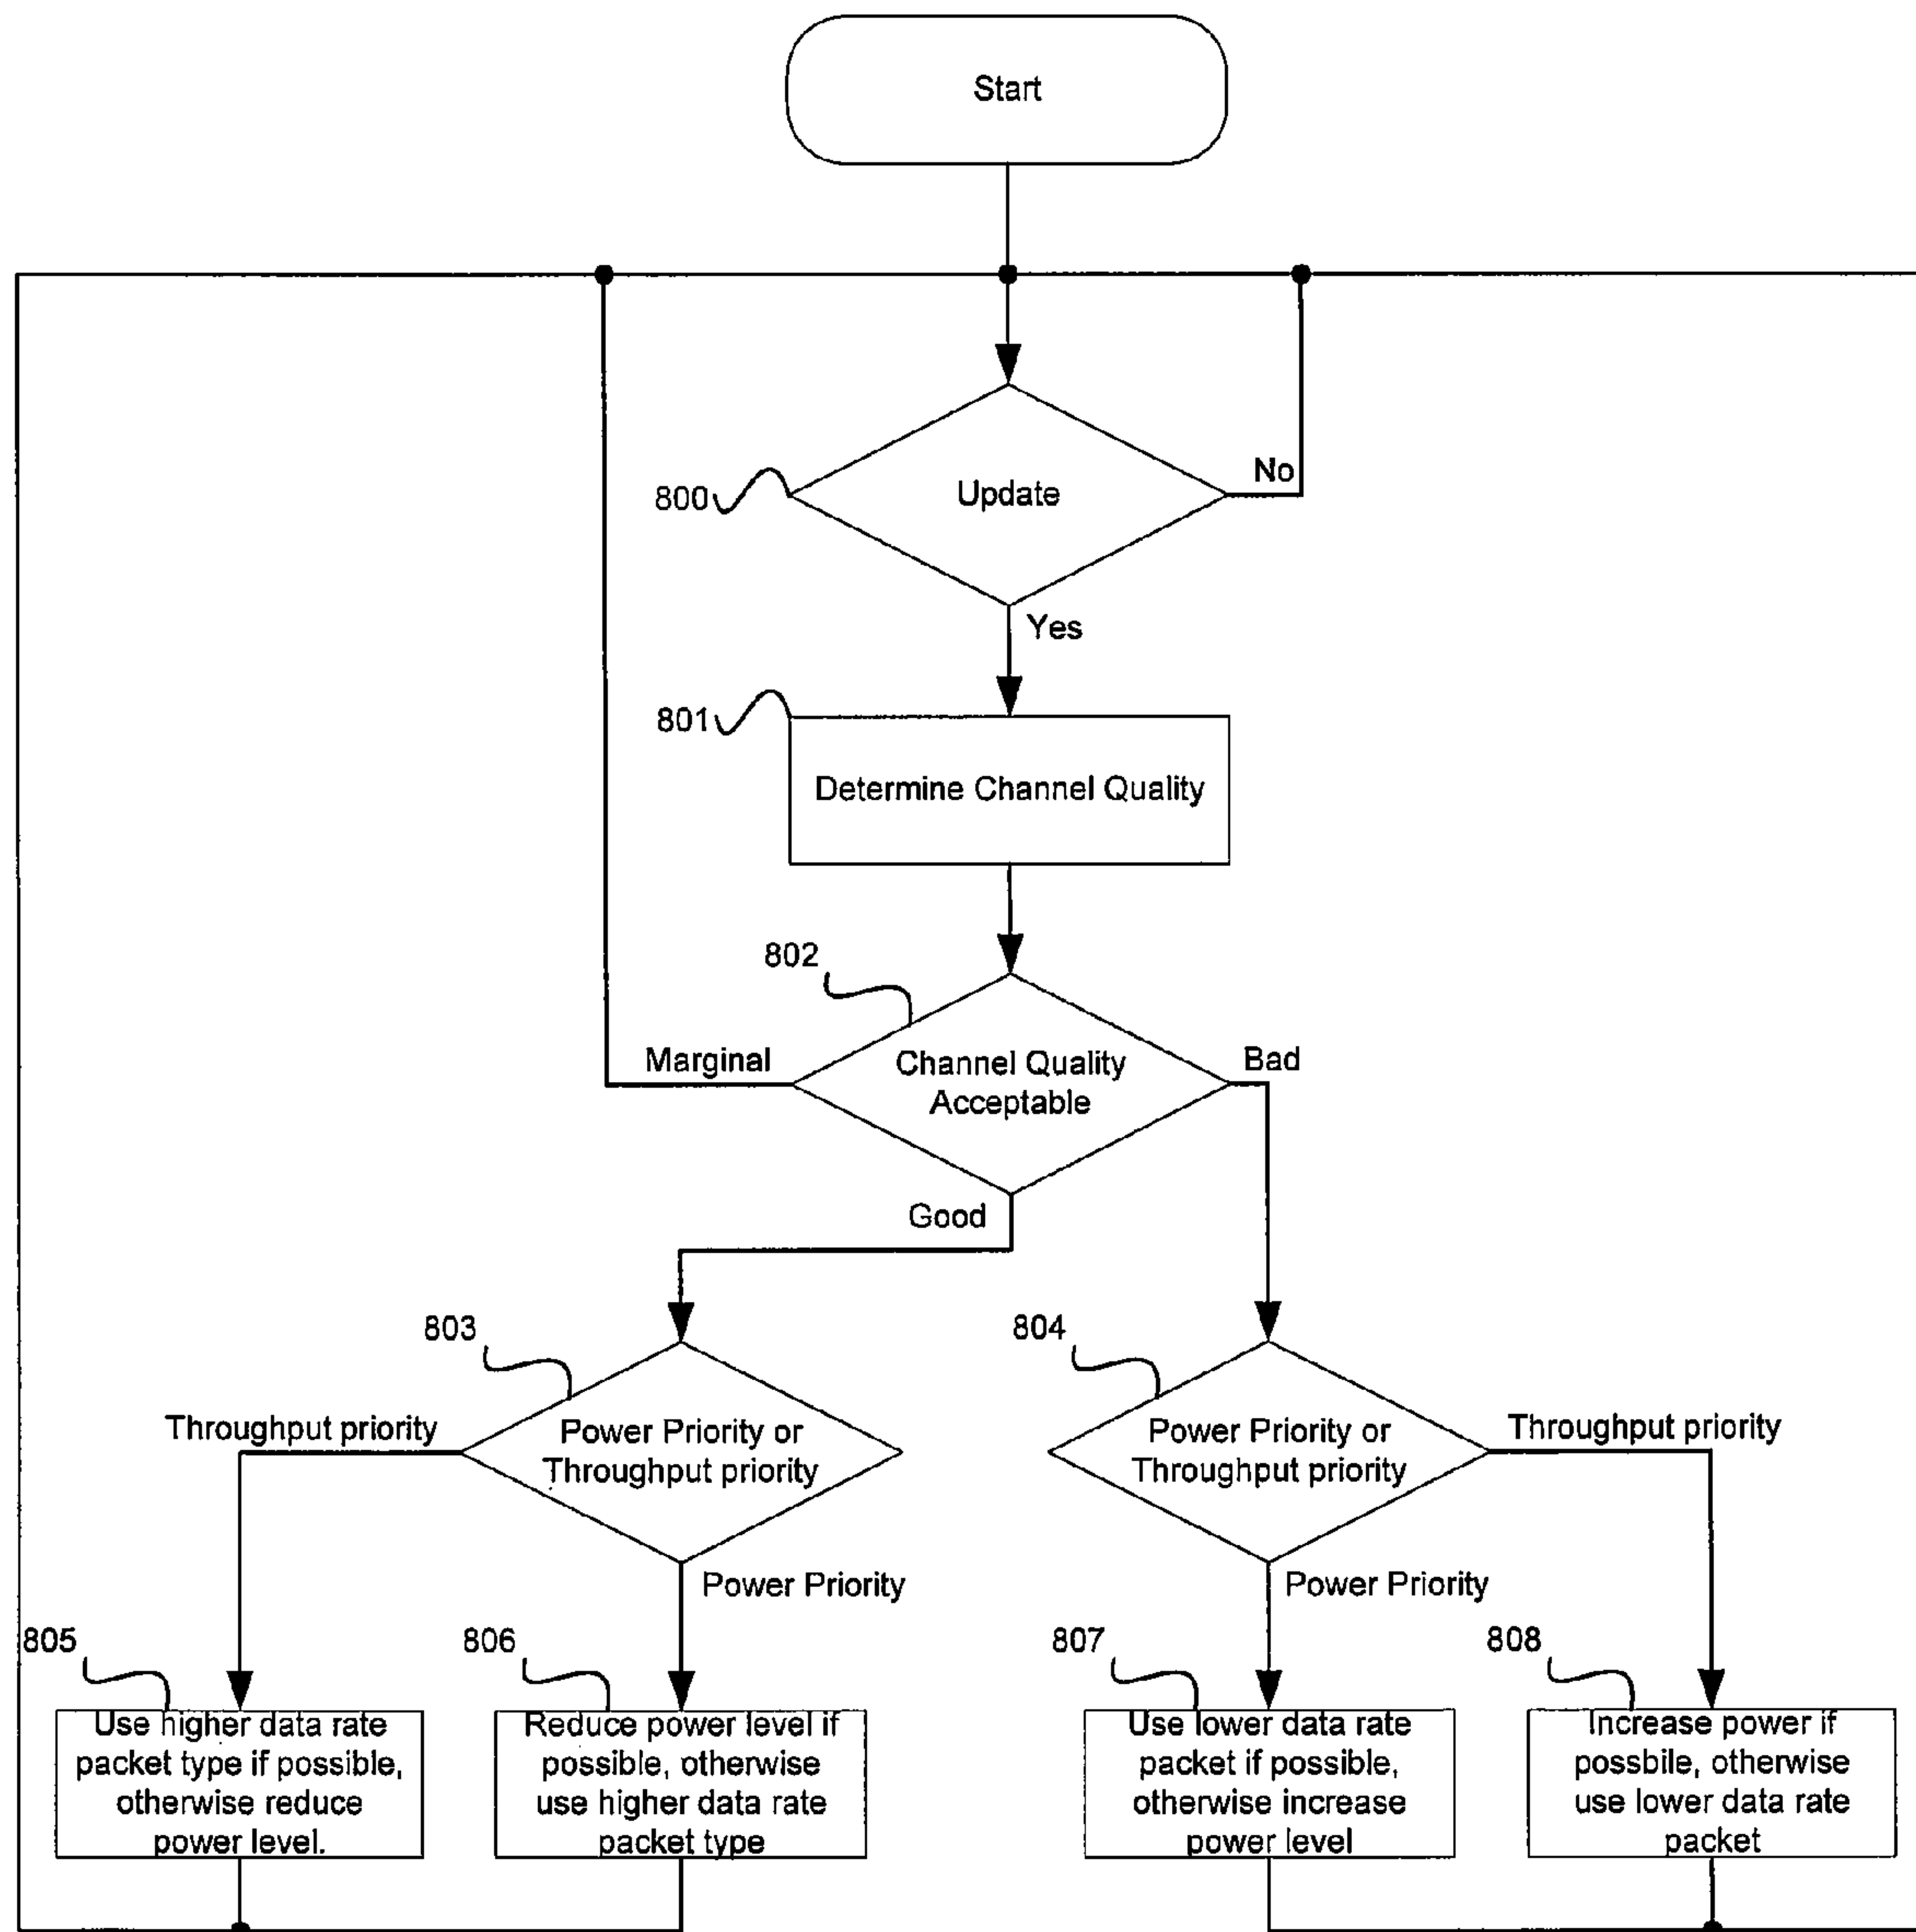 Start
800
Update
No
Yes
801
Determine Channel Quality
802
Marginal
Channel Quality
Acceptable
Bad
Good
803
804
Throughput priority
Power Priority or
Throughput priority
Power Priority or
Throughput priority
Throughput priority
Power Priority
Power Priority
805
806
807
808
Use higher data rate
packet type if possible,
otherwise reduce
power level.
Reduce power level if
possible, otherwise
use higher data rate
packet type
Use lower data rate
packet if possible,
otherwise increase
power level
Increase power if
possbile, otherwise
use lower data rate
packet